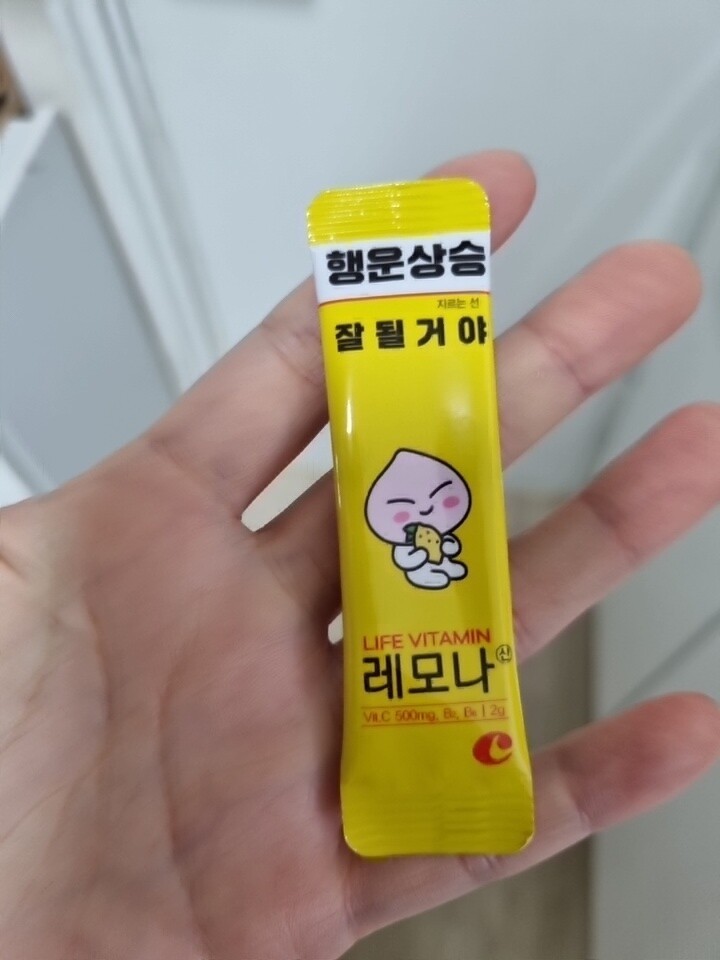 행운상승
자르는 선
잘 될 거 야
LIFE VITAMIN
레모나 산
Vit.C 500mg, B₂, B₆ | 2g